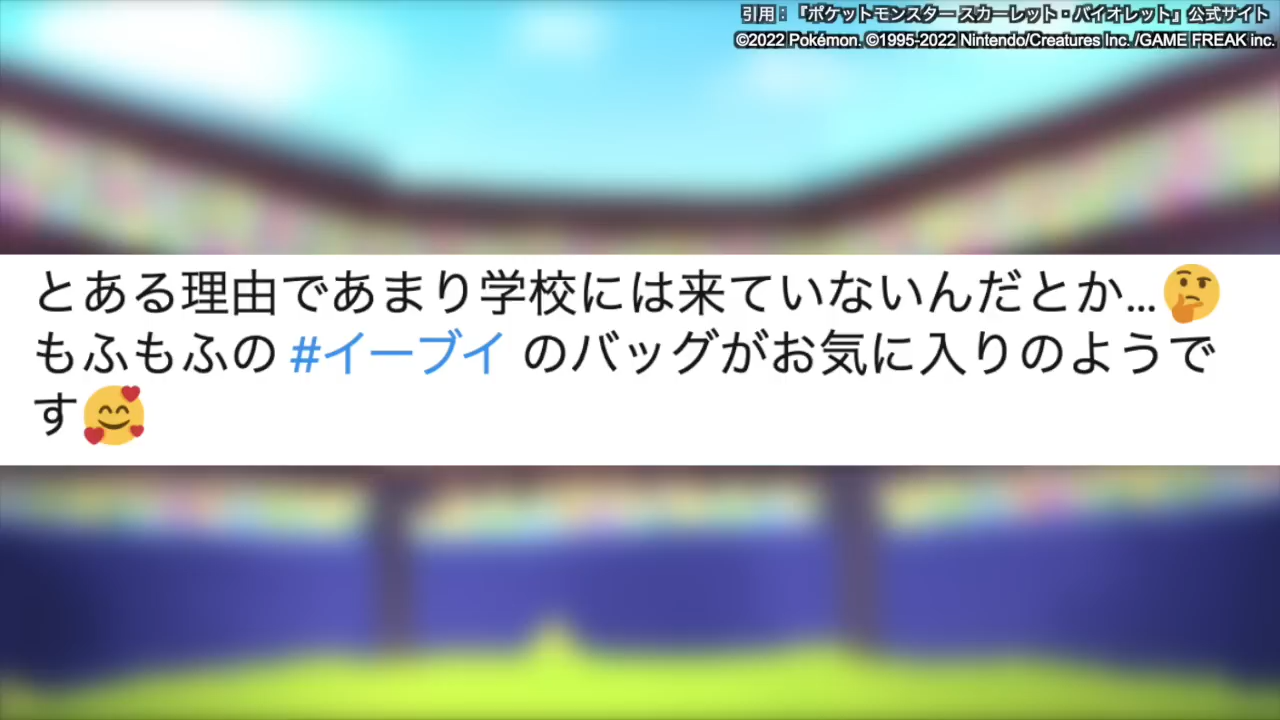 引用：『ポケットモンスター スカーレット・バイオレット』公式サイト
©2022 Pokémon. ©1995-2022 Nintendo/Creatures Inc. /GAME FREAK inc.
とある理由であまり学校には来ていないんだとか...🤔
もふもふの #イーブイ のバッグがお気に入りのようで
す🥰